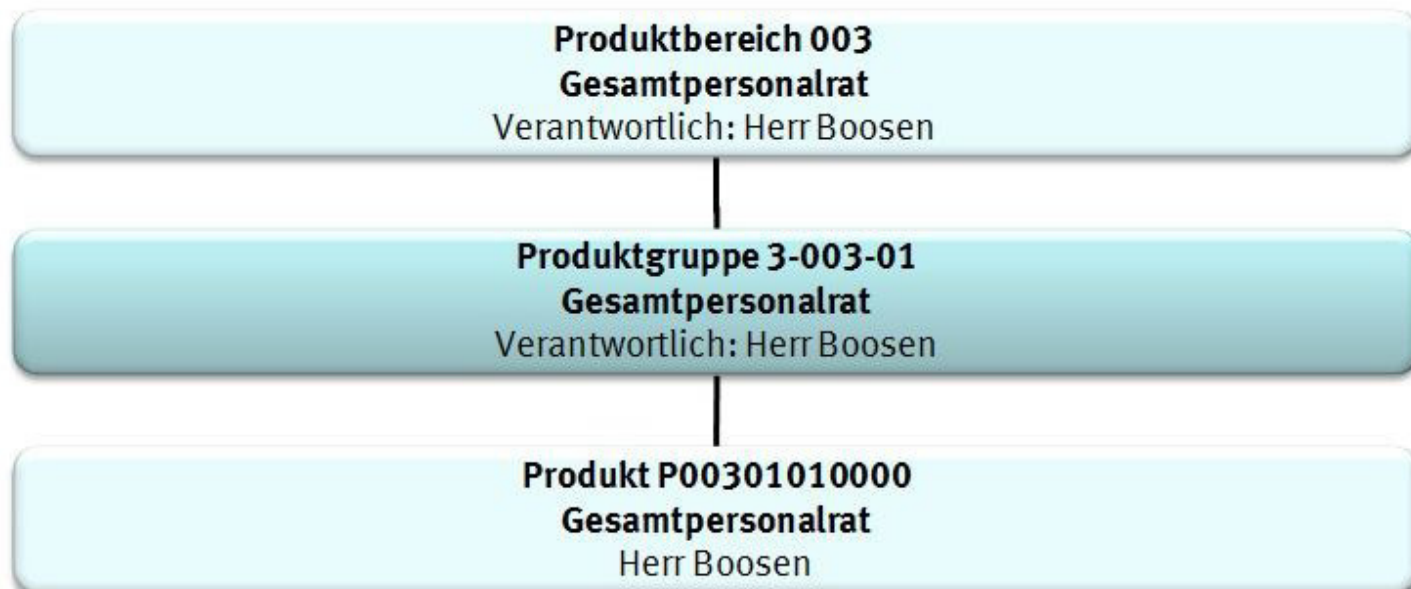 Produktbereich 003
Gesamtpersonalrat
Verantwortlich: Herr Boosen
Produktgruppe 3-003-01
Gesamtpersonalrat
Verantwortlich: Herr Boosen
Produkt P00301010000
Gesamtpersonalrat
Herr Boosen